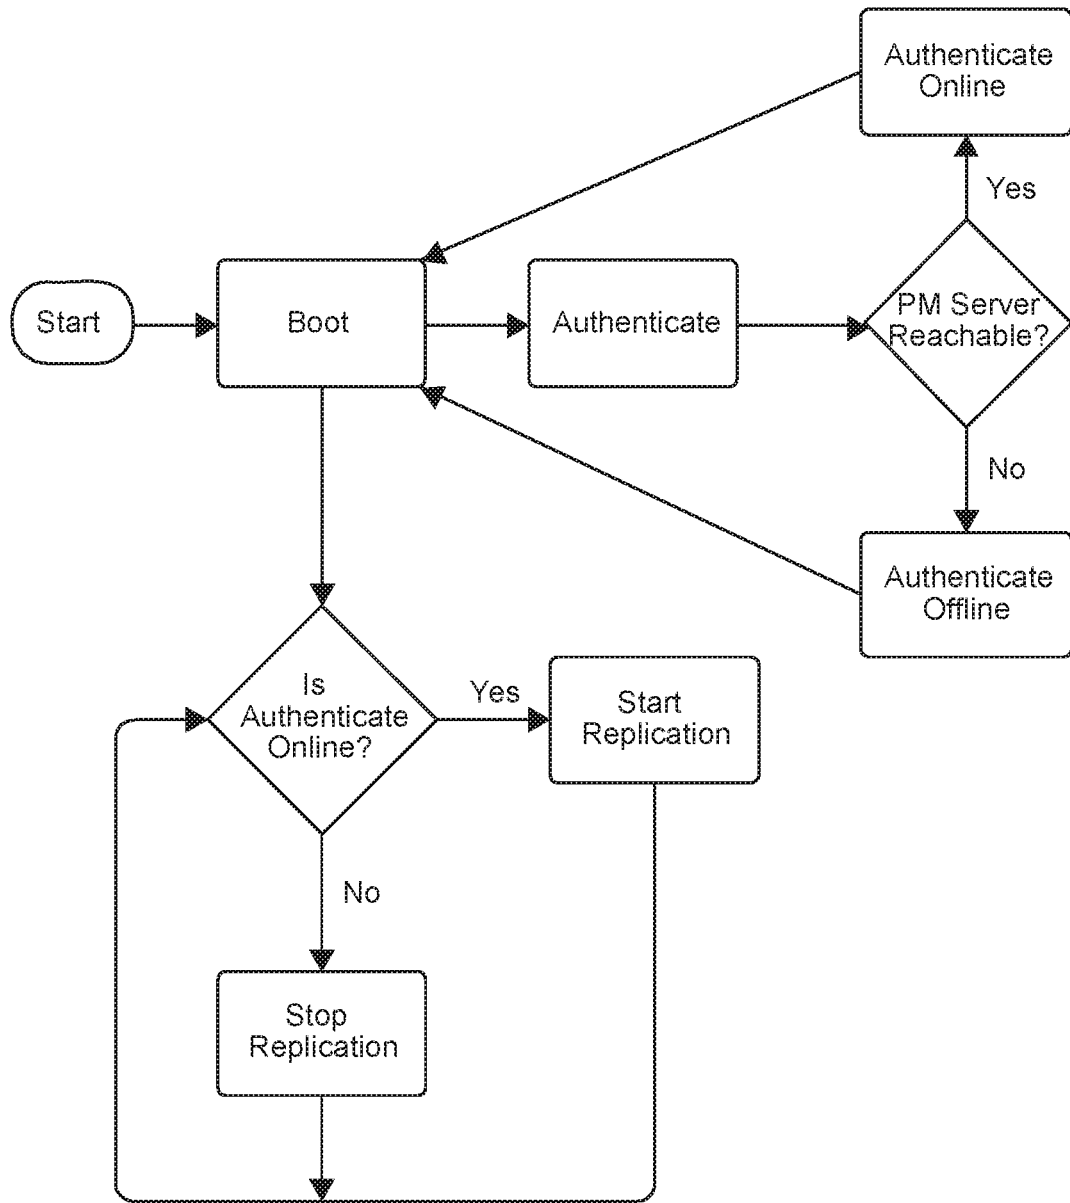 Authenticate
Online
Yes
Start
Boot
Authenticate
PM Server
Reachable?
No
Authenticate
Offline
Is
Authenticate
Online?
Yes
Start
Replication
No
Stop
Replication